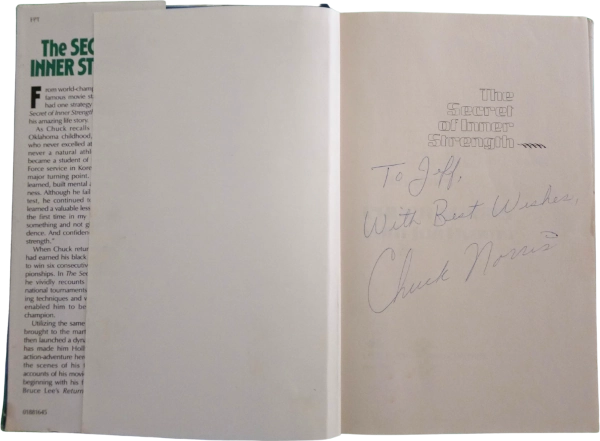 FPT
The SEC
INNER ST
From world-champ
famous movie st
had one strategy
Secret of Inner Strength
his amazing life story.
As Chuck recalls
Oklahoma childhood,
who never excelled at
never a natural athl
became a student of
Force service in Kore
major turning point.
learned, built mental a
ness. Although he fail
test, he continued t
learned a valuable less
the first time in my
something and not g
dence. And confiden
strength."
When Chuck retur
had earned his black
to win six consecutiv
pionships. In The Sec
he vividly recounts
national tournaments
ing techniques and v
enabled him to be
champion.
Utilizing the same
brought to the mart
then launched a dyna
has made him Holl
action-adventure her
the scenes of his f
accounts of his movi
beginning with his f
Bruce Lee's Return
01881645
The
Secret
of Inner
Strength
To Jeff,
With Best Wishes,
Chuck Norris